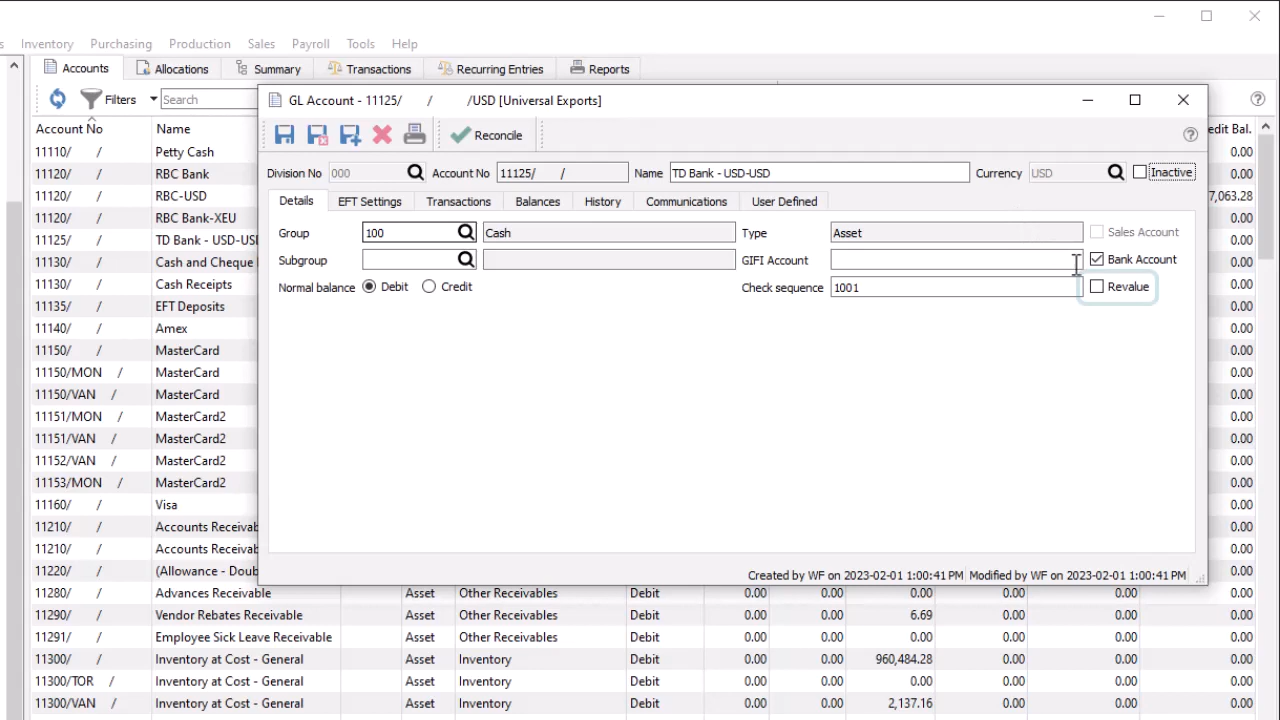 s Inventory Purchasing Production Sales Payroll Tools Help
Accounts Allocations Summary Transactions Recurring Entries Reports
Filters Search
GL Account - 11125/ / /USD [Universal Exports]
Reconcile
Division No 000 Account No 11125/ / Name TD Bank - USD-USD Currency USD Inactive
Details EFT Settings Transactions Balances History Communications User Defined
Group 100 Cash Type Asset Sales Account
Subgroup GIFI Account Bank Account
Normal balance Debit Credit Check sequence 1001 Revalue
Created by WF on 2023-02-01 1:00:41 PM Modified by WF on 2023-02-01 1:00:41 PM
Account No Name edit Bal.
11110/ / Petty Cash 0.00
11120/ / RBC Bank 0.00
11120/ / RBC-USD 7,063.28
11120/ / RBC Bank-XEU 0.00
11125/ / TD Bank - USD-USD 0.00
11130/ / Cash and Cheque 0.00
11130/ / Cash Receipts 0.00
11135/ / EFT Deposits 0.00
11140/ / Amex 0.00
11150/ / MasterCard 0.00
11150/MON / MasterCard 0.00
11150/VAN / MasterCard 0.00
11151/MON / MasterCard2 0.00
11151/VAN / MasterCard2 0.00
11152/VAN / MasterCard2 0.00
11153/MON / MasterCard2 0.00
11160/ / Visa 0.00
11210/ / Accounts Receivab 0.00
11210/ / Accounts Receivab 0.00
11220/ / (Allowance - Doub 0.00
11280/ / Advances Receivable Asset Other Receivables Debit 0.00 0.00 0.00 0.00 0.00
11290/ / Vendor Rebates Receivable Asset Other Receivables Debit 0.00 0.00 6.69 0.00 0.00
11291/ / Employee Sick Leave Receivable Asset Other Receivables Debit 0.00 0.00 0.00 0.00 0.00
11300/ / Inventory at Cost - General Asset Inventory Debit 0.00 0.00 960,484.28 0.00 0.00
11300/TOR / Inventory at Cost - General Asset Inventory Debit 0.00 0.00 0.00 0.00 0.00
11300/VAN / Inventory at Cost - General Asset Inventory Debit 0.00 0.00 2,137.16 0.00 0.00